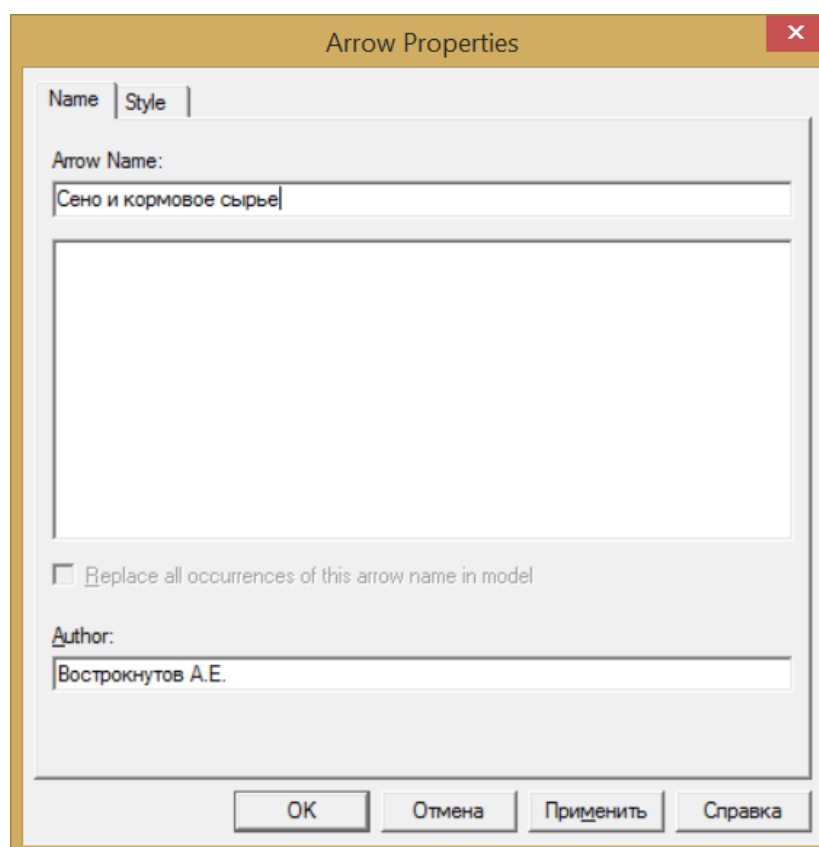 Arrow Properties
x
Name Style
Arrow Name:
Сено и кормовое сырье
Replace all occurrences of this arrow name in model
Author:
Вострокнутов А.Е.
OK Отмена Применить Справка